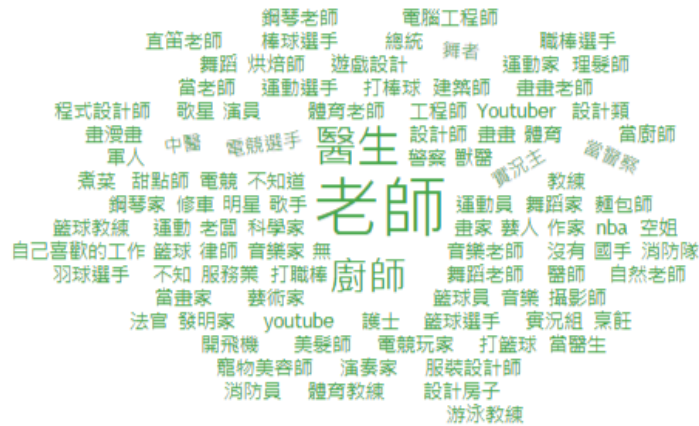 鋼琴老師 電腦工程師
直笛老師 棒球選手 總統 舞者 職棒選手
舞蹈 烘焙師 遊戲設計 運動家 理髮師
當老師 運動選手 打棒球 建築師 畫畫老師
程式設計師 歌星 演員 體育老師 工程師 Youtuber 設計類
畫漫畫 中醫 電競選手 醫生 設計師 畫畫 體育 當廚師
軍人 警察 獸醫 實況主 當警察
煮菜 甜點師 電競 不知道 老師 教練
鋼琴家 修車 明星 歌手 運動員 舞蹈家 麵包師
籃球教練 運動 老闆 科學家 畫家 藝人 作家 nba 空姐
自己喜歡的工作 籃球 律師 音樂家 無 音樂老師 沒有 國手 消防隊
羽球選手 不知 服務業 打職棒 廚師 舞蹈老師 醫師 自然老師
當畫家 藝術家 籃球員 音樂 攝影師
法官 發明家 youtube 護士 籃球選手 實況組 烹飪
開飛機 美髮師 電競玩家 打籃球 當醫生
寵物美容師 演奏家 服裝設計師
消防員 體育教練 設計房子
游泳教練